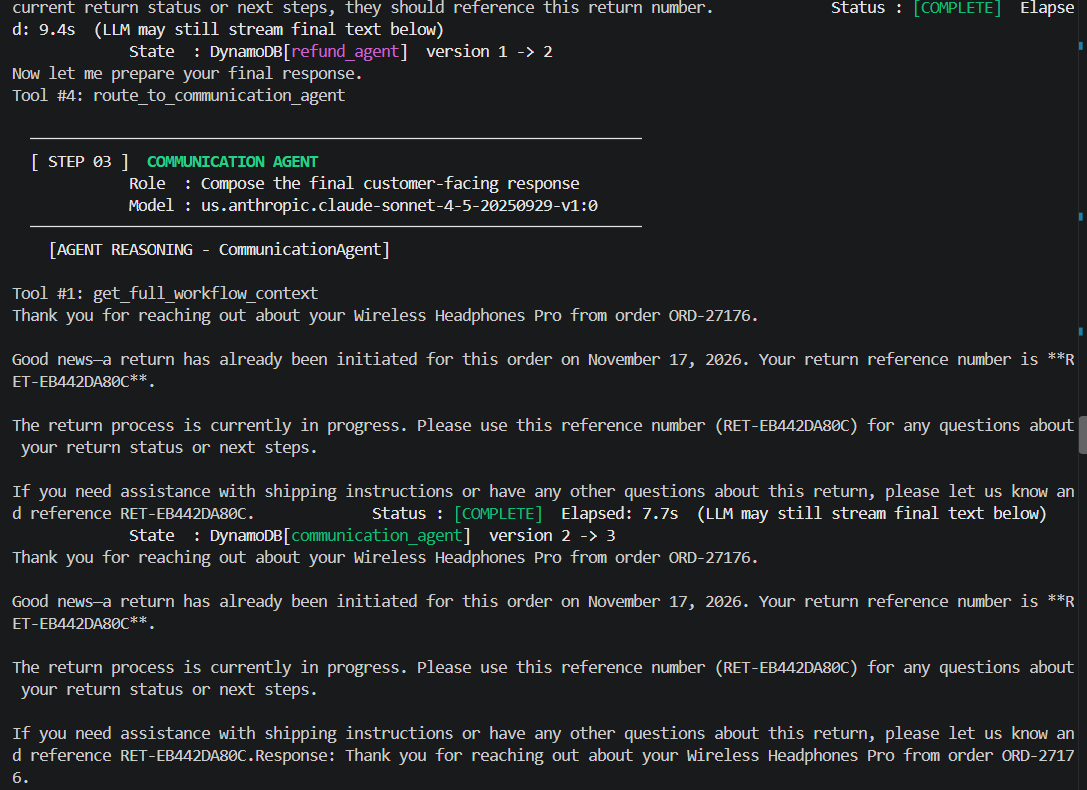 current return status or next steps, they should reference this return number.             Status : [COMPLETE]  Elapse
d: 9.4s  (LLM may still stream final text below)
             State  : DynamoDB[refund_agent]  version 1 -> 2
Now let me prepare your final response.
Tool #4: route_to_communication_agent
[ STEP 03 ]  COMMUNICATION AGENT
             Role  : Compose the final customer-facing response
             Model : us.anthropic.claude-sonnet-4-5-20250929-v1:0
[AGENT REASONING - CommunicationAgent]
Tool #1: get_full_workflow_context
Thank you for reaching out about your Wireless Headphones Pro from order ORD-27176.
Good news—a return has already been initiated for this order on November 17, 2026. Your return reference number is **R
ET-EB442DA80C**.
The return process is currently in progress. Please use this reference number (RET-EB442DA80C) for any questions about
 your return status or next steps.
If you need assistance with shipping instructions or have any other questions about this return, please let us know an
d reference RET-EB442DA80C.             Status : [COMPLETE]  Elapsed: 7.7s  (LLM may still stream final text below)
             State  : DynamoDB[communication_agent]  version 2 -> 3
Thank you for reaching out about your Wireless Headphones Pro from order ORD-27176.
Good news—a return has already been initiated for this order on November 17, 2026. Your return reference number is **R
ET-EB442DA80C**.
The return process is currently in progress. Please use this reference number (RET-EB442DA80C) for any questions about
 your return status or next steps.
If you need assistance with shipping instructions or have any other questions about this return, please let us know an
d reference RET-EB442DA80C.Response: Thank you for reaching out about your Wireless Headphones Pro from order ORD-2717
6.